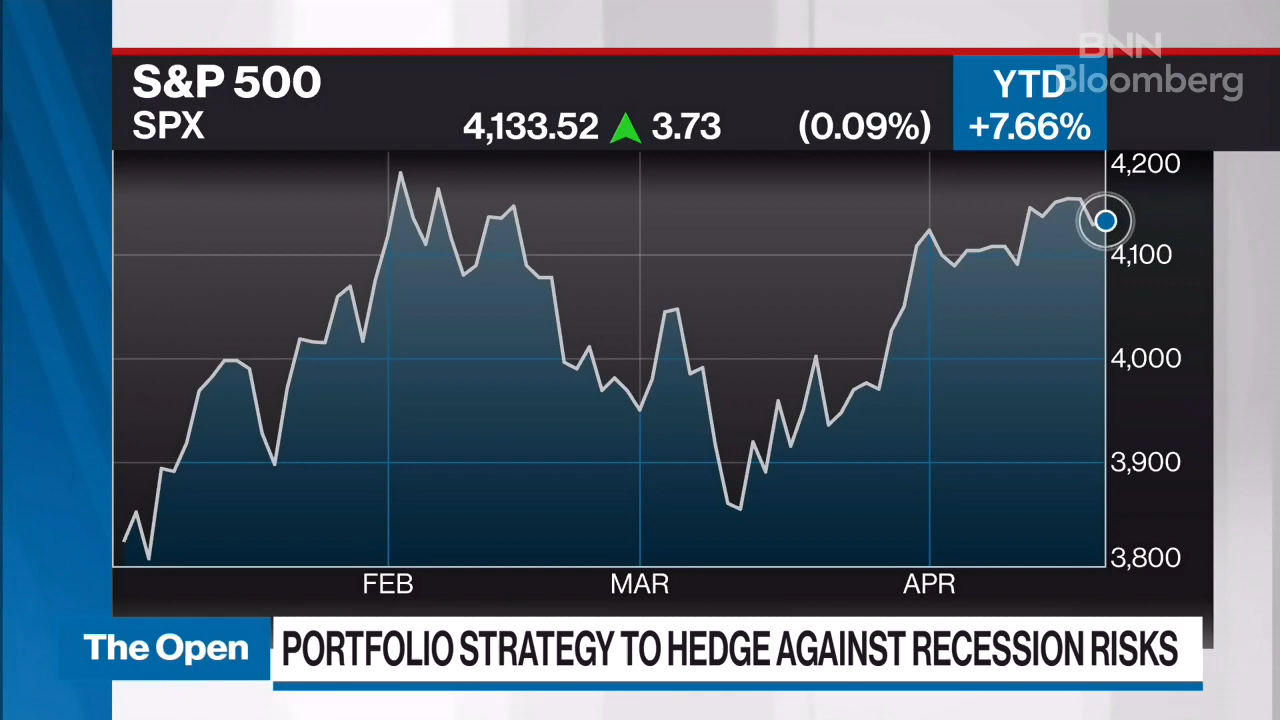 BNN
Bloomberg
S&P 500
SPX
4,133.52 ▲ 3.73 (0.09%)
YTD
+7.66%
4,200
4,100
4,000
3,900
3,800
FEB MAR APR
The Open
PORTFOLIO STRATEGY TO HEDGE AGAINST RECESSION RISKS